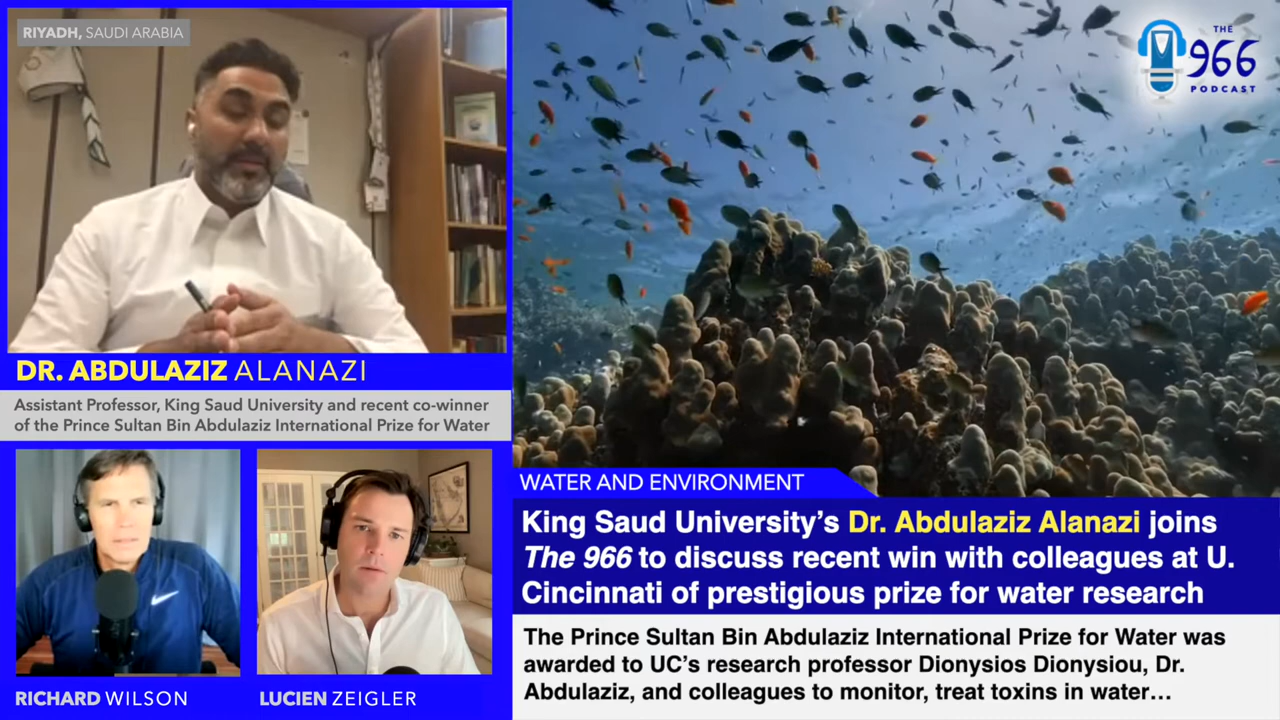 RIYADH, SAUDI ARABIA
DR. ABDULAZIZ ALANAZI
Assistant Professor, King Saud University and recent co-winner
of the Prince Sultan Bin Abdulaziz International Prize for Water
RICHARD WILSON
LUCIEN ZEIGLER
THE
966
PODCAST
WATER AND ENVIRONMENT
King Saud University's Dr. Abdulaziz Alanazi joins
The 966 to discuss recent win with colleagues at U.
Cincinnati of prestigious prize for water research
The Prince Sultan Bin Abdulaziz International Prize for Water was
awarded to UC's research professor Dionysios Dionysiou, Dr.
Abdulaziz, and colleagues to monitor, treat toxins in water...